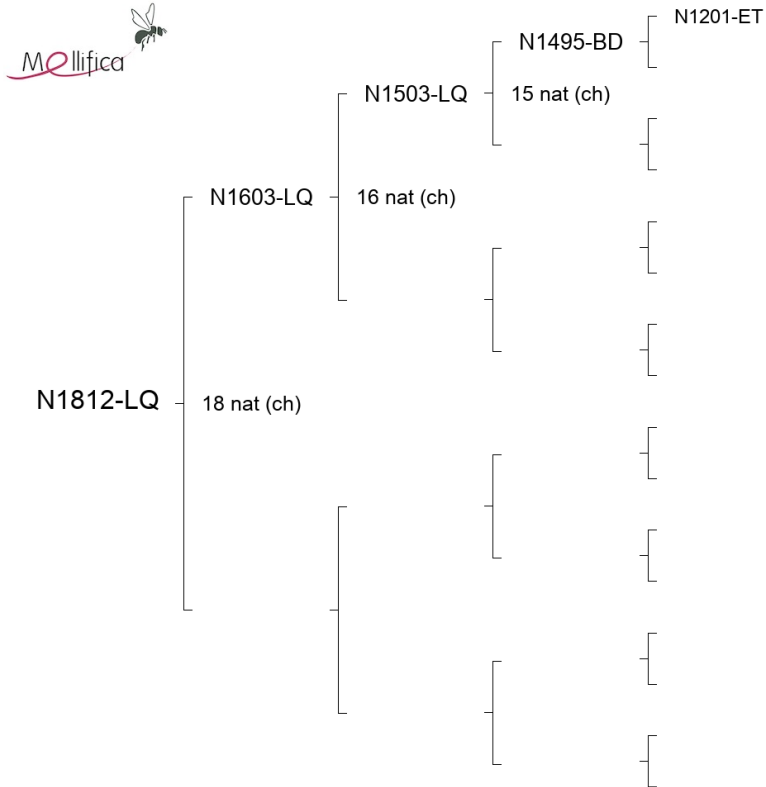 N1201-ET
N1495-BD
Mellifica
N1503-LQ 15 nat (ch)
N1603-LQ 16 nat (ch)
N1812-LQ 18 nat (ch)